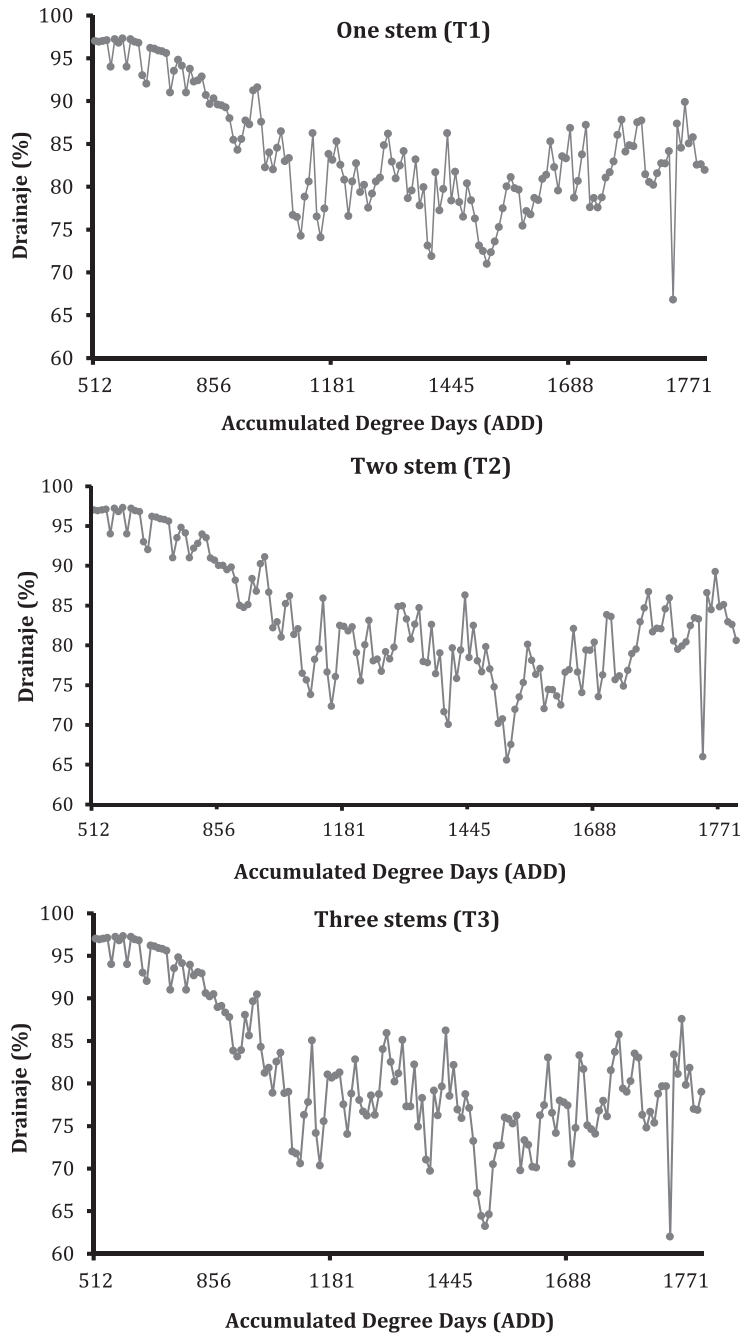 One stem (T1)
100
95
90
85
80
75
70
65
60
Drainaje (%)
512 856 1181 1445 1688 1771
Accumulated Degree Days (ADD)
Two stem (T2)
100
95
90
85
80
75
70
65
60
Drainaje (%)
512 856 1181 1445 1688 1771
Accumulated Degree Days (ADD)
Three stems (T3)
100
95
90
85
80
75
70
65
60
Drainaje (%)
512 856 1181 1445 1688 1771
Accumulated Degree Days (ADD)